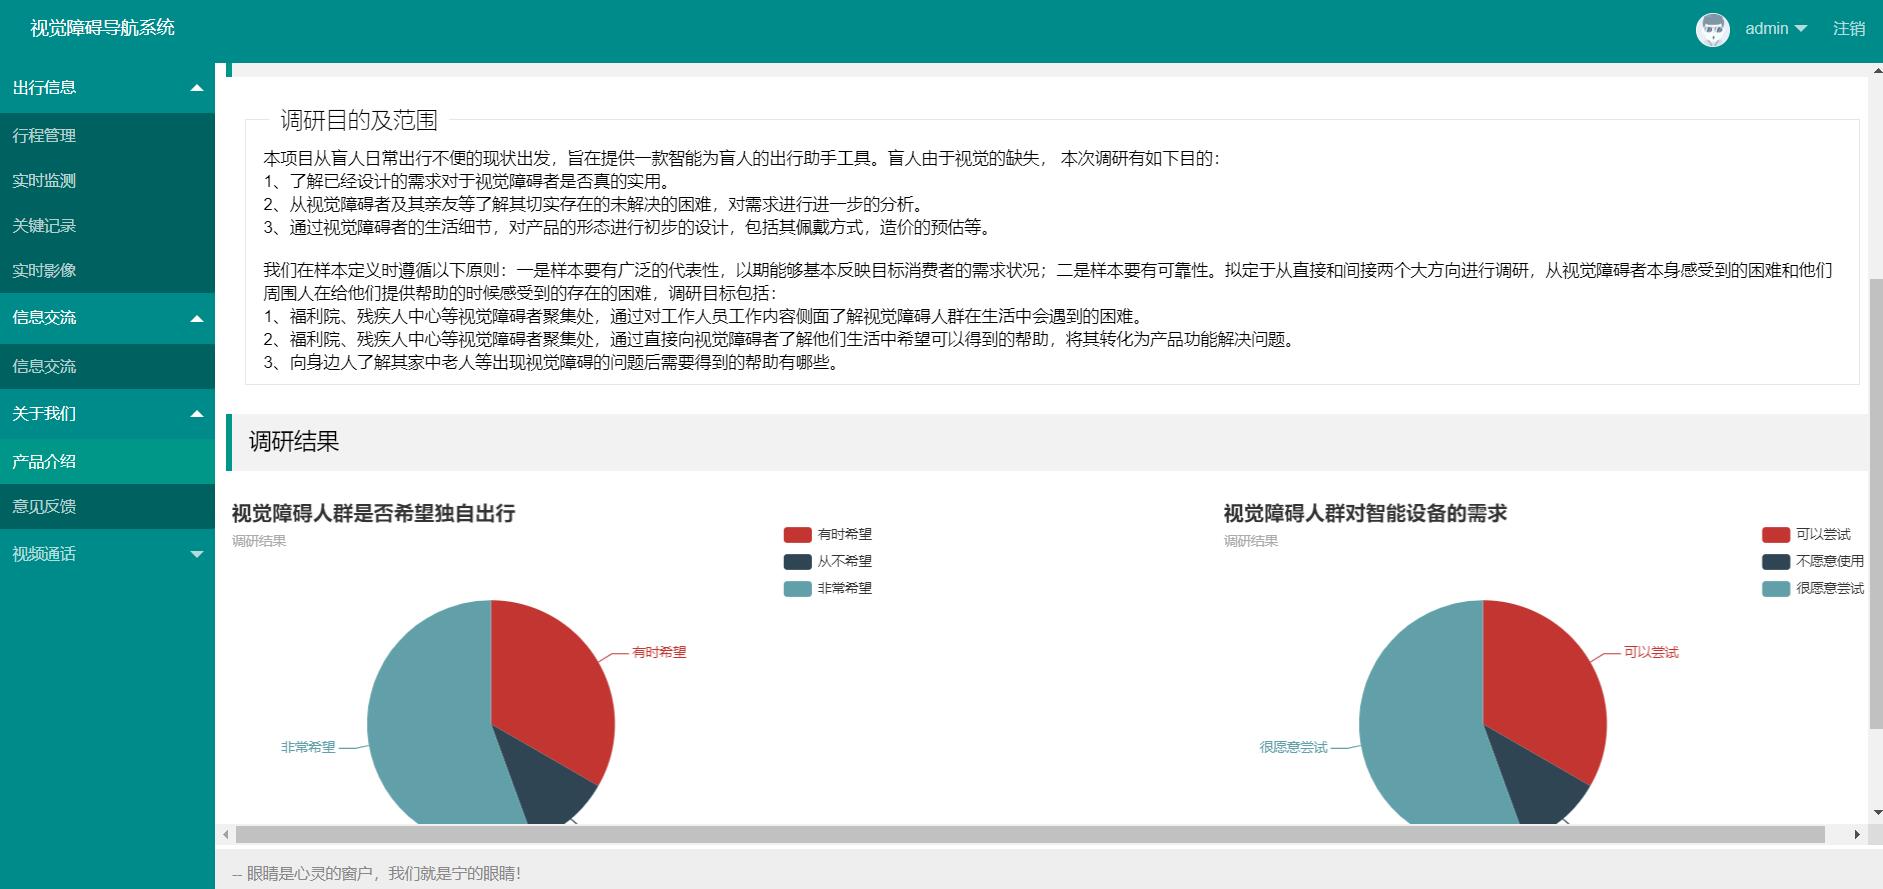 视觉障碍导航系统
admin
注销
出行信息
行程管理
实时监测
关键记录
实时影像
信息交流
信息交流
关于我们
产品介绍
意见反馈
视频通话
调研目的及范围
本项目从盲人日常出行不便的现状出发，旨在提供一款智能为盲人的出行助手工具。盲人由于视觉的缺失， 本次调研有如下目的：
1、了解已经设计的需求对于视觉障碍者是否真的实用。
2、从视觉障碍者及其亲友等了解其切实存在的未解决的困难，对需求进行进一步的分析。
3、通过视觉障碍者的生活细节，对产品的形态进行初步的设计，包括其佩戴方式，造价的预估等。
我们在样本定义时遵循以下原则：一是样本要有广泛的代表性，以期能够基本反映目标消费者的需求状况；二是样本要有可靠性。拟定于从直接和间接两个大方向进行调研，从视觉障碍者本身感受到的困难和他们
周围人在给他们提供帮助的时候感受到的存在的困难，调研目标包括：
1、福利院、残疾人中心等视觉障碍者聚集处，通过对工作人员工作内容侧面了解视觉障碍人群在生活中会遇到的困难。
2、福利院、残疾人中心等视觉障碍者聚集处，通过直接向视觉障碍者了解他们生活中希望可以得到的帮助，将其转化为产品功能解决问题。
3、向身边人了解其家中老人等出现视觉障碍的问题后需要得到的帮助有哪些。
调研结果
视觉障碍人群是否希望独自出行
调研结果
有时希望
从不希望
非常希望
有时希望
非常希望
视觉障碍人群对智能设备的需求
调研结果
可以尝试
不愿意使用
很愿意尝试
可以尝试
很愿意尝试
-- 眼睛是心灵的窗户，我们就是宁的眼睛！